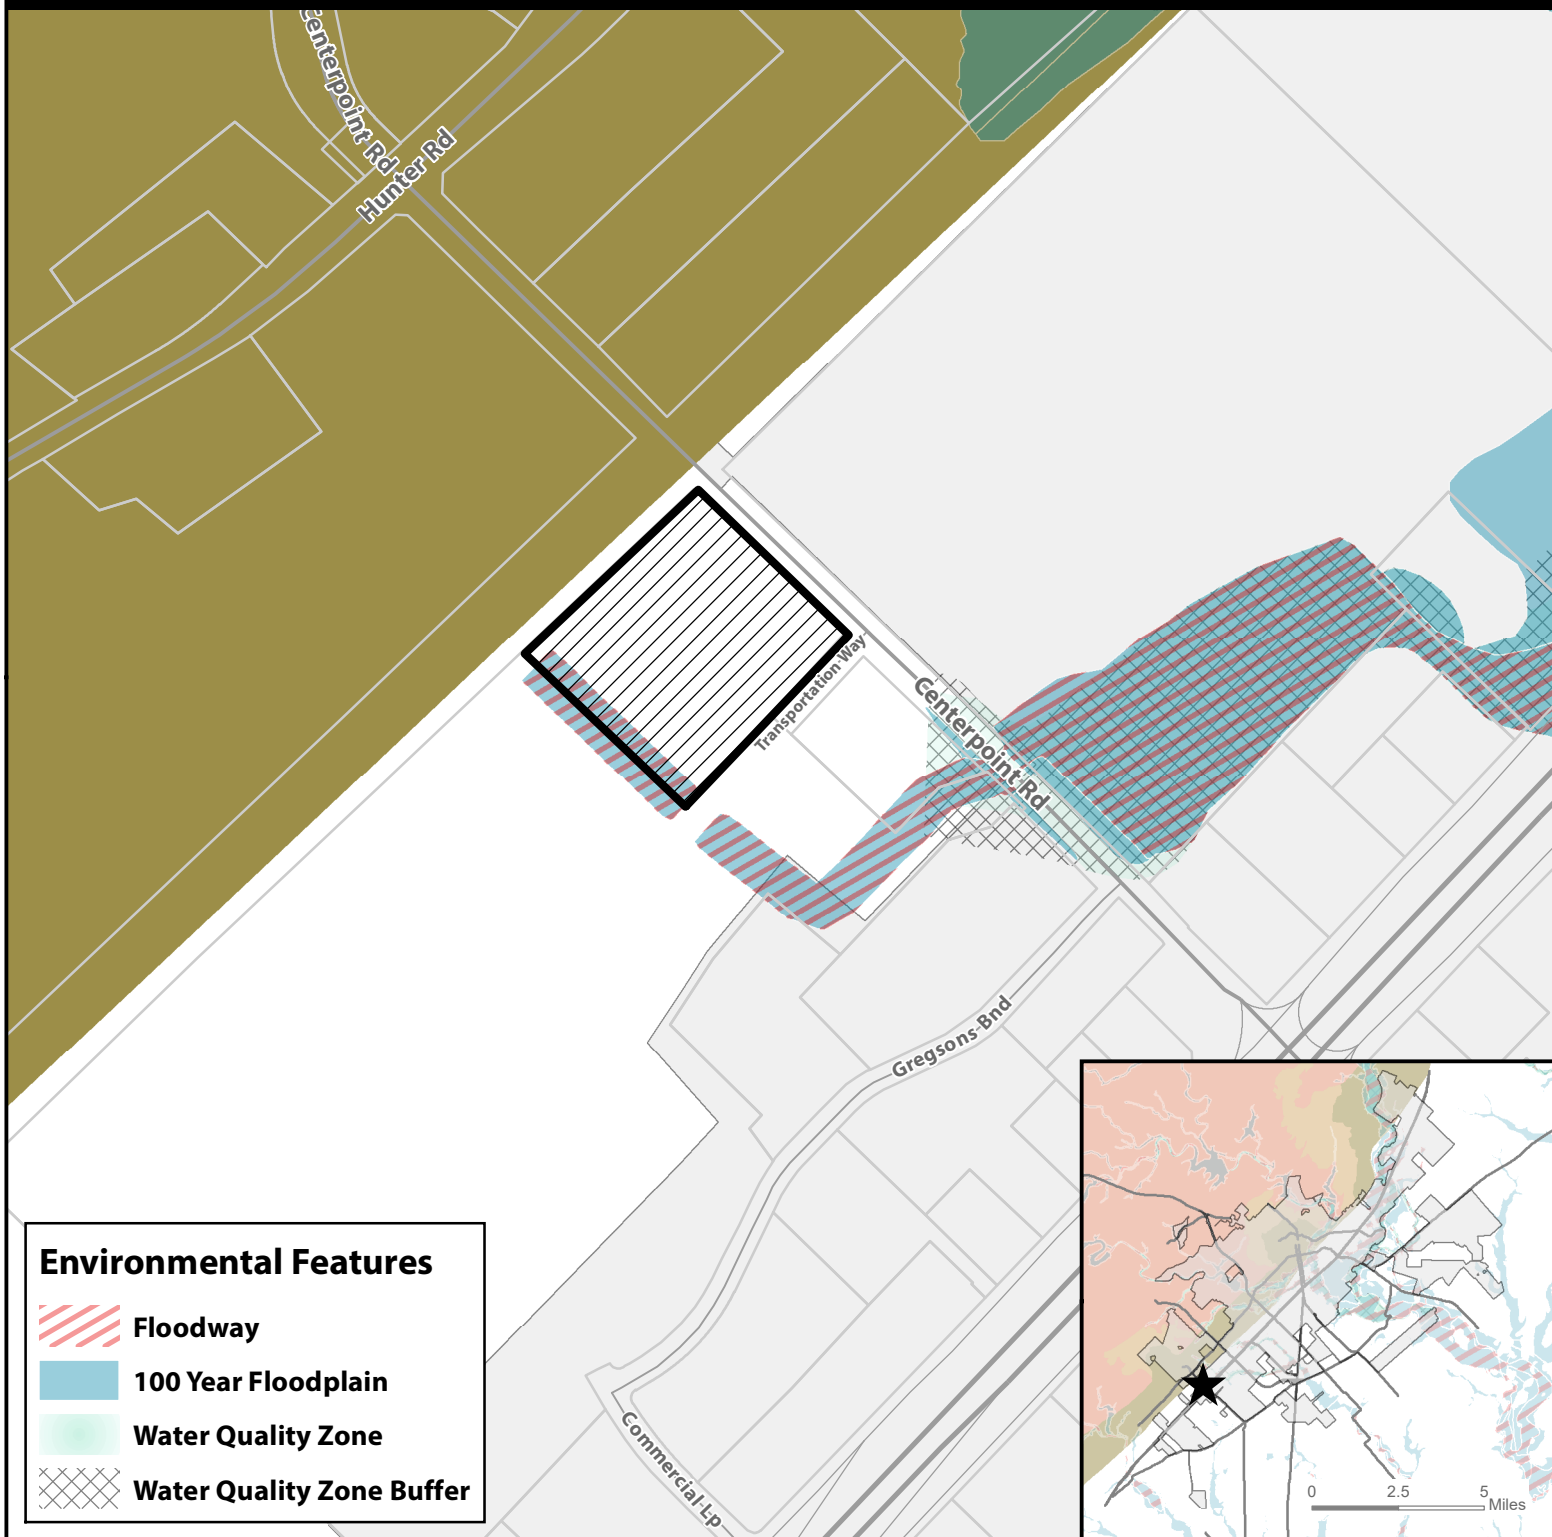 Centerpoint Rd
Hunter Rd
Transportation Way
Centerpoint Rd
Gregsons Bnd
Commercial Lp
Environmental Features
Floodway
100 Year Floodplain
Water Quality Zone
Water Quality Zone Buffer
0 2.5 5
Miles